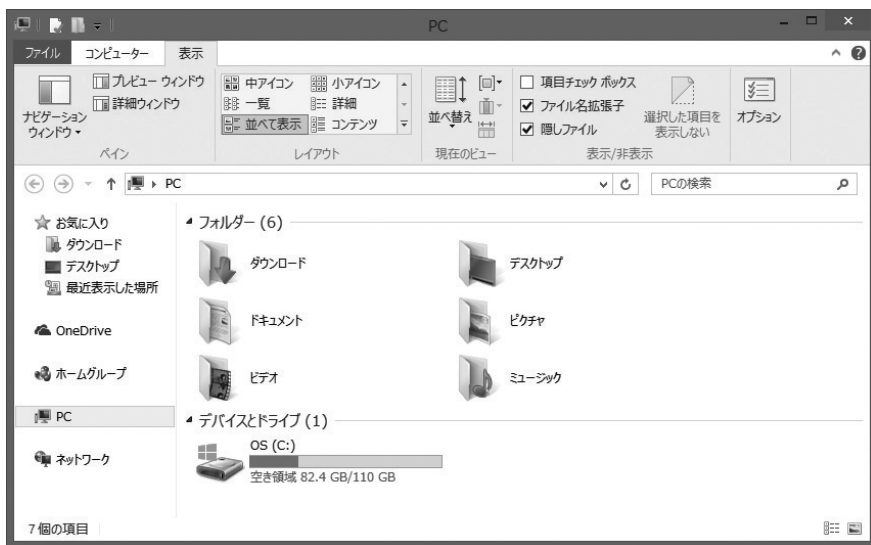 PC
ファイル コンピューター 表示
ナビゲーション ウィンドウ
プレビュー ウィンドウ
詳細ウィンドウ
ペイン
中アイコン 小アイコン
一覧 詳細
並べて表示 コンテンツ
レイアウト
並べ替え
現在のビュー
項目チェック ボックス
ファイル名拡張子
隠しファイル
選択した項目を
表示しない
表示/非表示
オプション
PC
PCの検索
お気に入り
ダウンロード
デスクトップ
最近表示した場所
OneDrive
ホームグループ
PC
ネットワーク
フォルダー (6)
ダウンロード デスクトップ
ドキュメント ピクチャ
ビデオ ミュージック
デバイスとドライブ (1)
OS (C:)
空き領域 82.4 GB/110 GB
7 個の項目